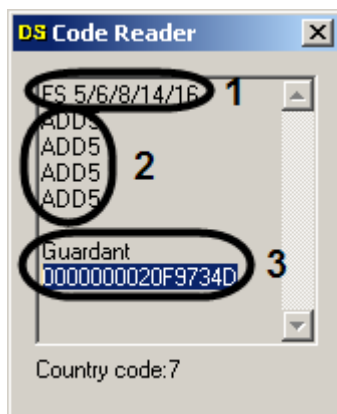 DS Code Reader
ES 5/6/8/14/16 1
ADD5
ADD5
ADD5
ADD5
2
Guardant
0000000020F9734D
3
Country code:7